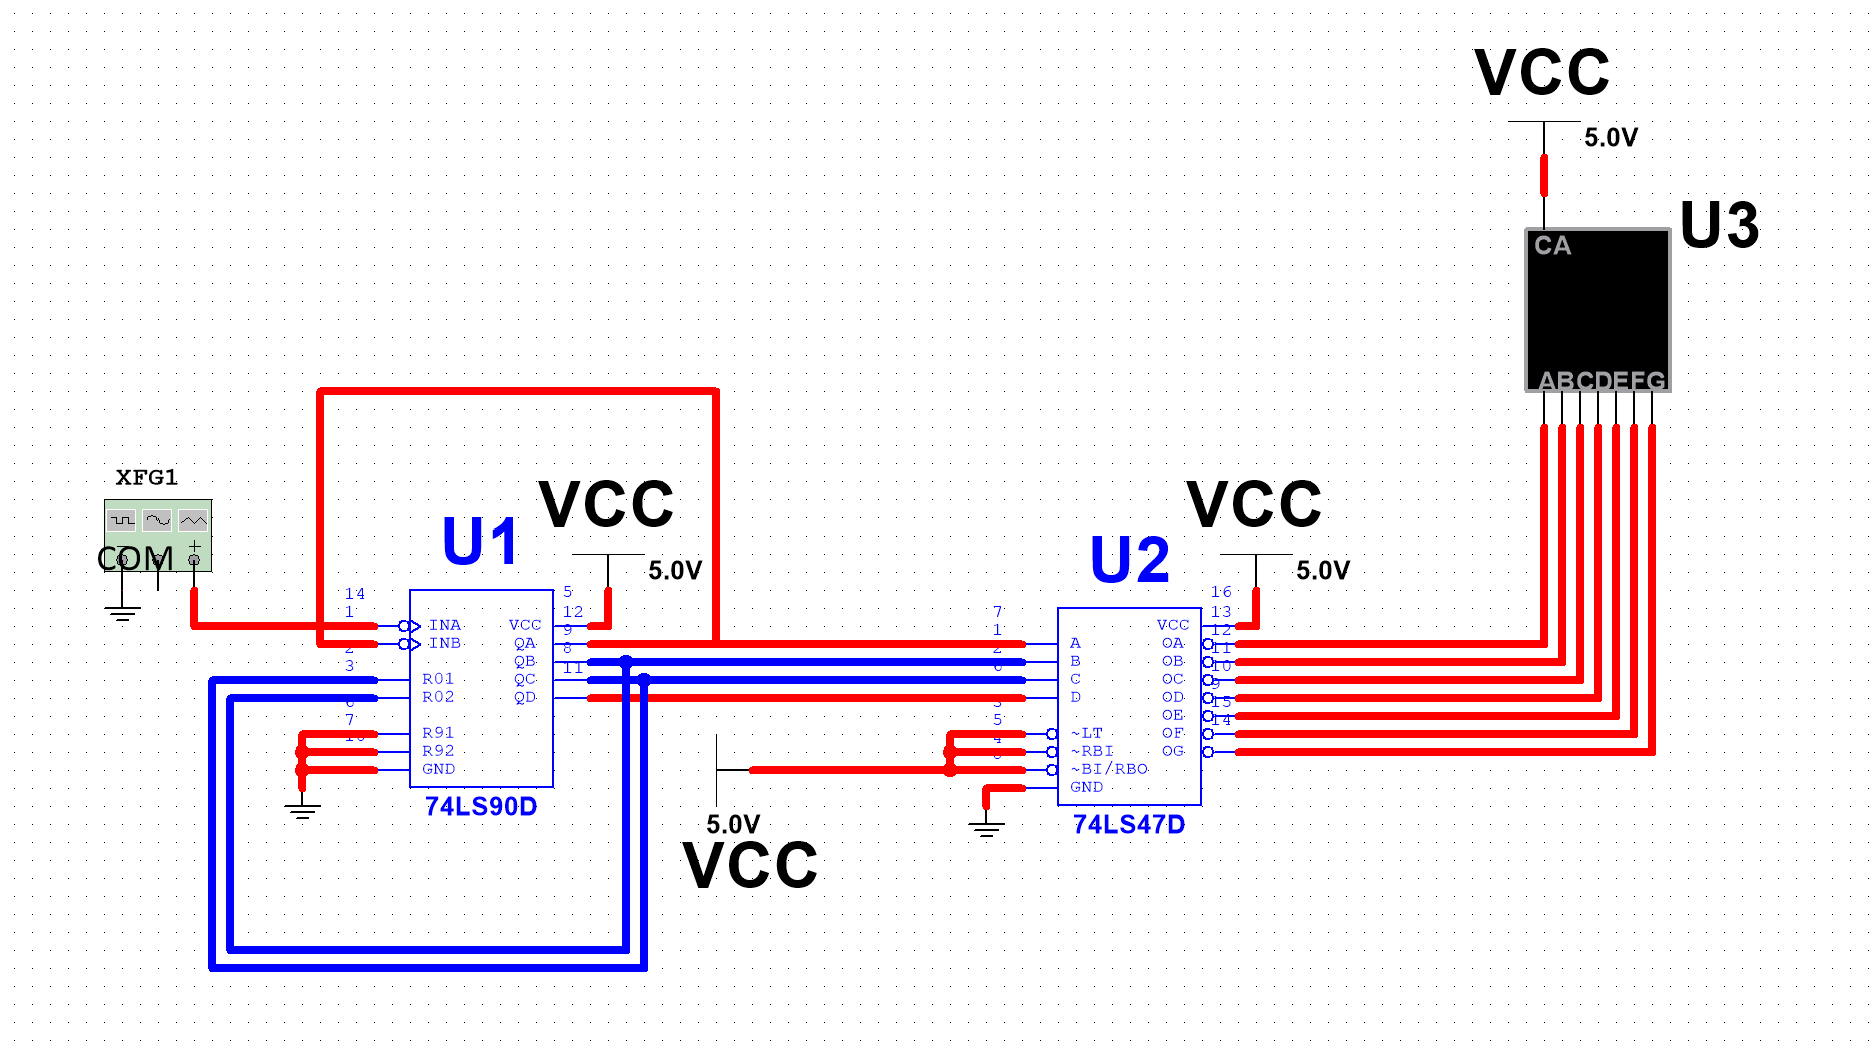 VCC
5.0V
U3
CA
ABCDEFG
XFG1
COM
U1
VCC
5.0V
VCC
5.0V
U2
14
1
2
3
6
7
10
INA
INB
R01
R02
R91
R92
GND
VCC
QA
QB
QC
QD
5
12
9
8
11
74LS90D
7
1
2
6
3
5
4
A
B
C
D
~LT
~RBI
~BI/RBO
GND
VCC
OA
OB
OC
OD
OE
OF
OG
16
13
12
11
10
9
15
14
74LS47D
5.0V
VCC